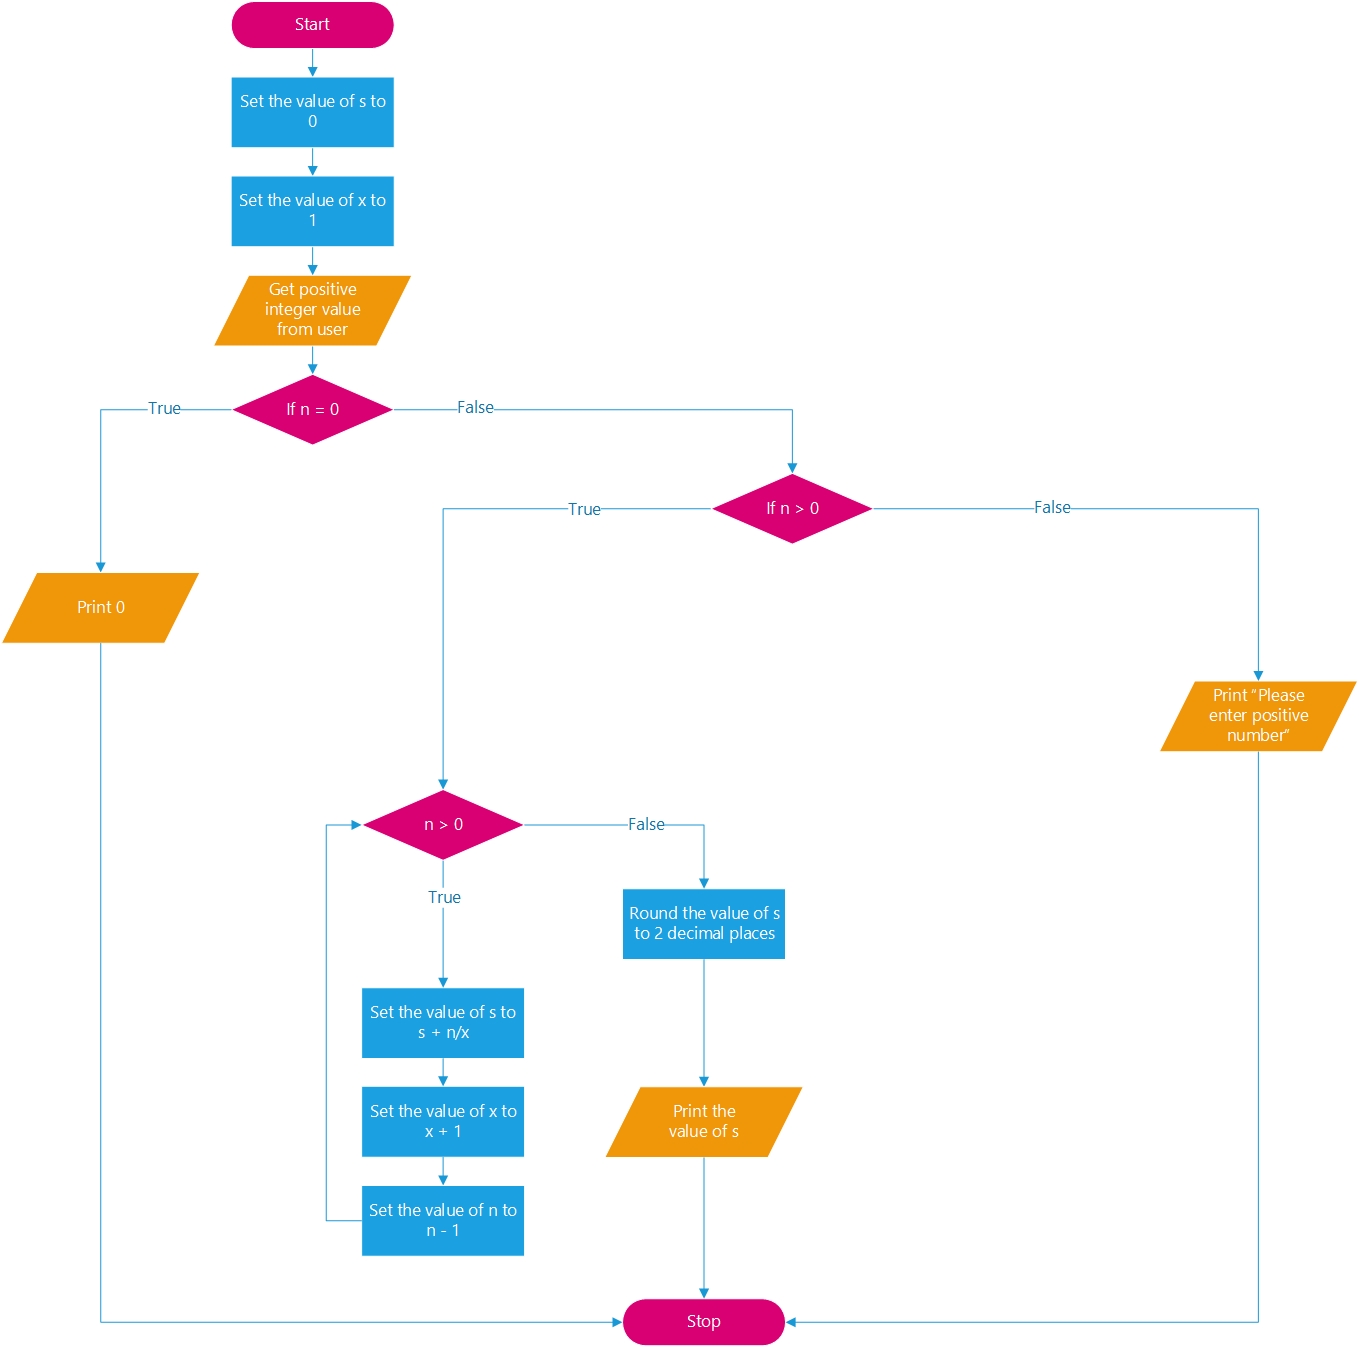 Start
Set the value of s to
0
Set the value of x to
1
Get positive
integer value
from user
If n = 0
True
False
If n > 0
True
False
Print 0
Print “Please
enter positive
number”
n > 0
False
True
Round the value of s
to 2 decimal places
Set the value of s to
s + n/x
Set the value of x to
x + 1
Print the
value of s
Set the value of n to
n - 1
Stop